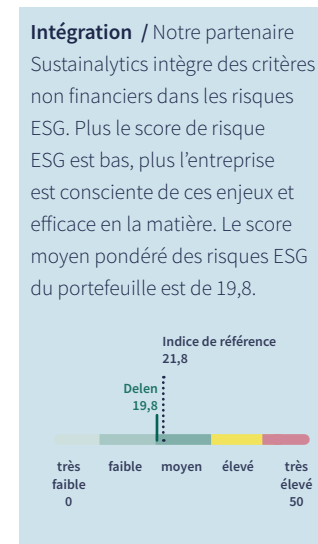 Intégration / Notre partenaire
Sustainalytics intègre des critères
non financiers dans les risques
ESG. Plus le score de risque
ESG est bas, plus l’entreprise
est consciente de ces enjeux et
efficace en la matière. Le score
moyen pondéré des risques ESG
du portefeuille est de 19,8.
Indice de référence
21,8
Delen
19,8
très faible moyen élevé très
faible élevé
0 50